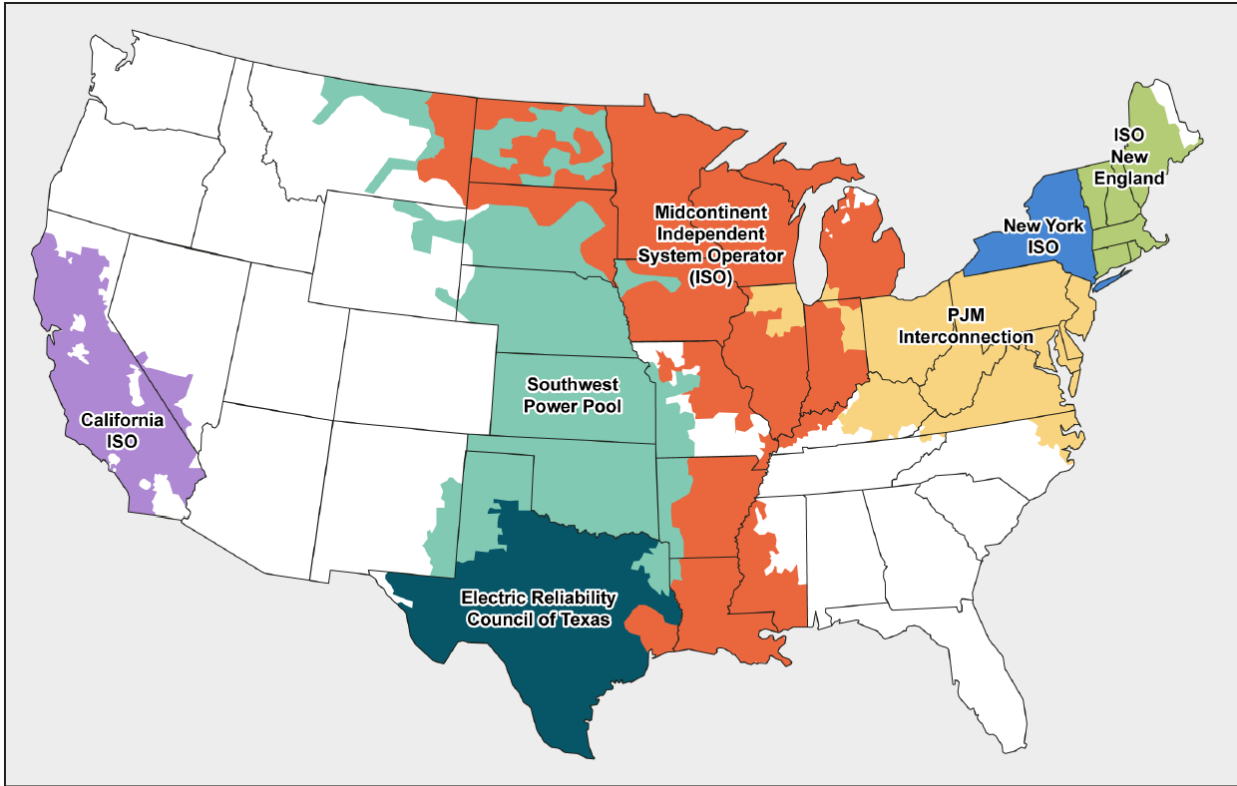 ISO
New
England
Midcontinent
Independent
System Operator
(ISO)
New York
ISO
PJM
Interconnection
Southwest
Power Pool
California
ISO
Electric Reliability
Council of Texas